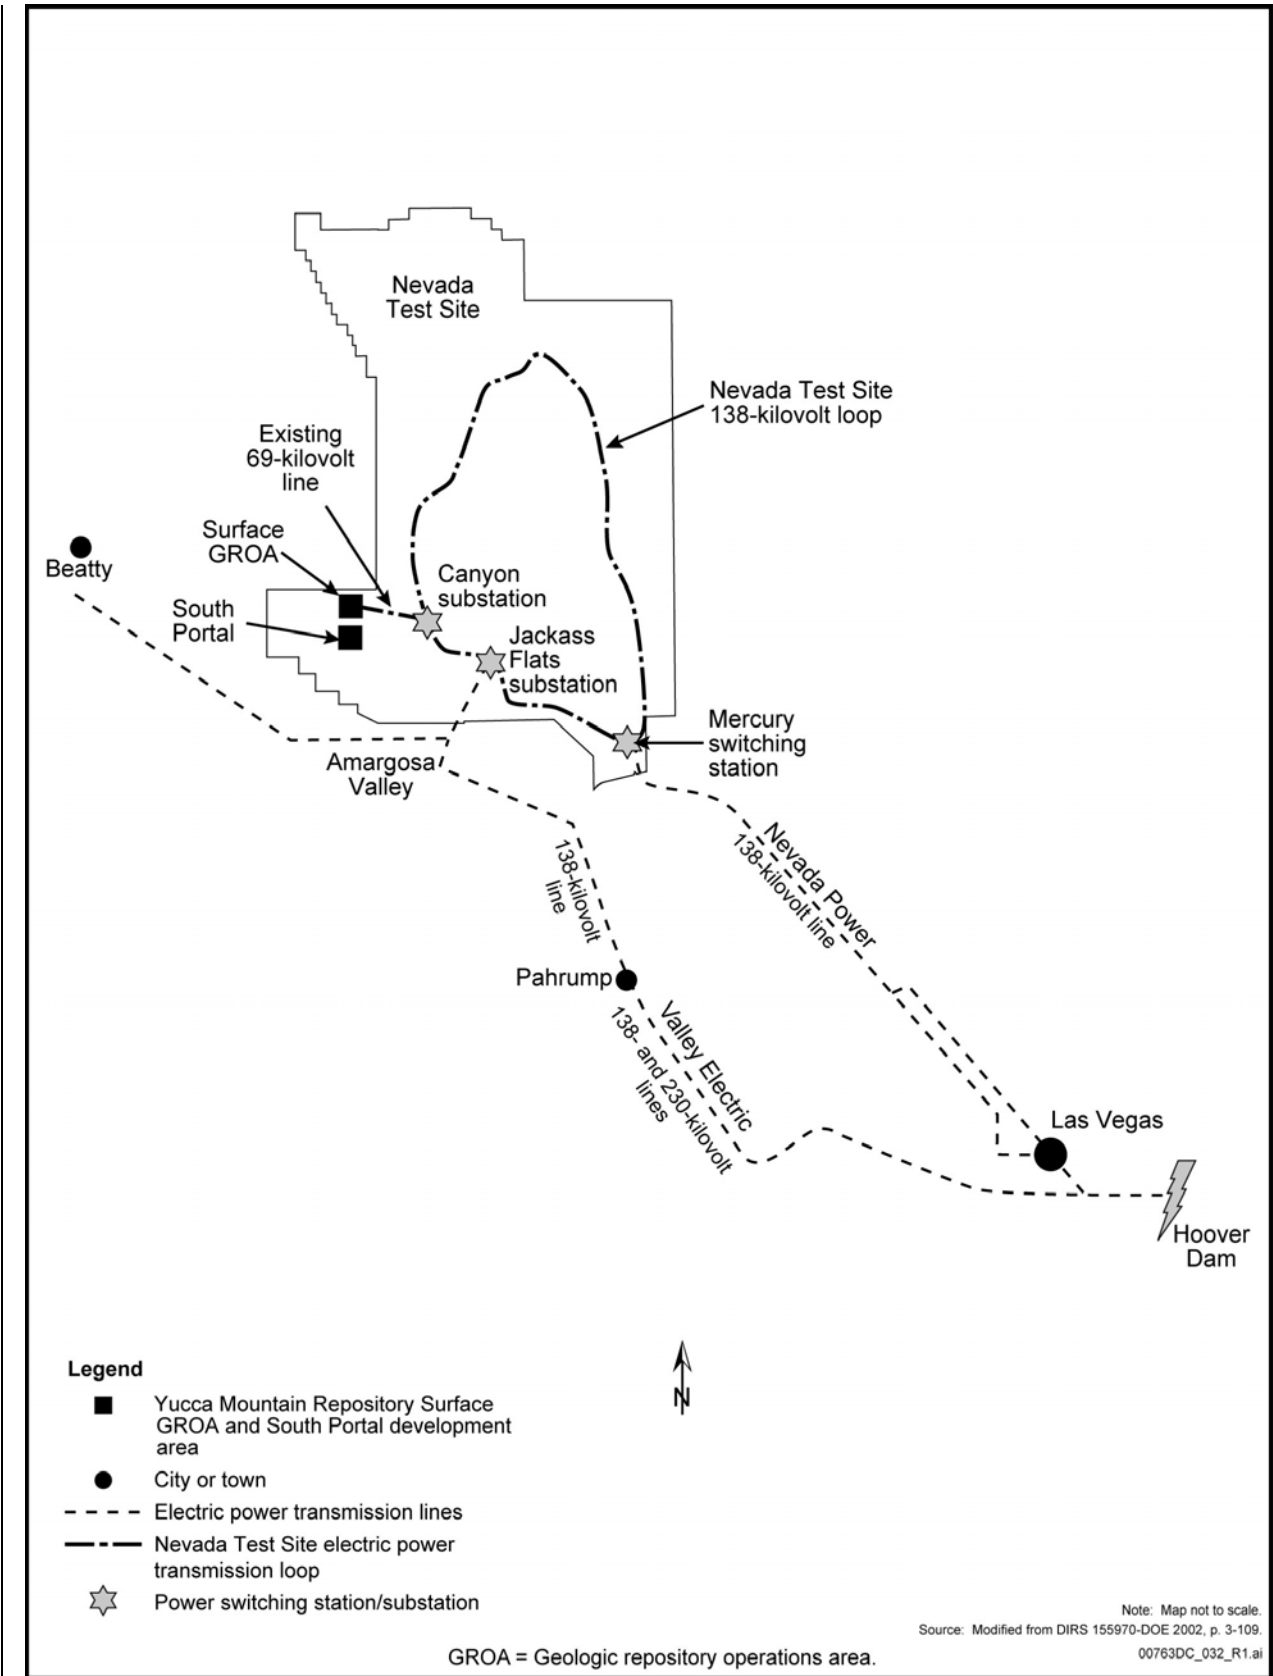 Nevada
Test Site
Nevada Test Site
138-kilovolt loop
Existing
69-kilovolt
line
Surface
GROA
Beatty
Canyon
substation
South
Portal
Jackass
Flats
substation
Mercury
switching
station
Amargosa
Valley
138-kilovolt
line
Nevada Power
138-kilovolt line
Pahrump
Valley Electric
138- and 230-kilovolt
lines
Las Vegas
Hoover
Dam
N
Legend
Yucca Mountain Repository Surface
GROA and South Portal development
area
City or town
Electric power transmission lines
Nevada Test Site electric power
transmission loop
Power switching station/substation
Note: Map not to scale.
Source: Modified from DIRS 155970-DOE 2002, p. 3-109.
00763DC_032_R1.ai
GROA = Geologic repository operations area.